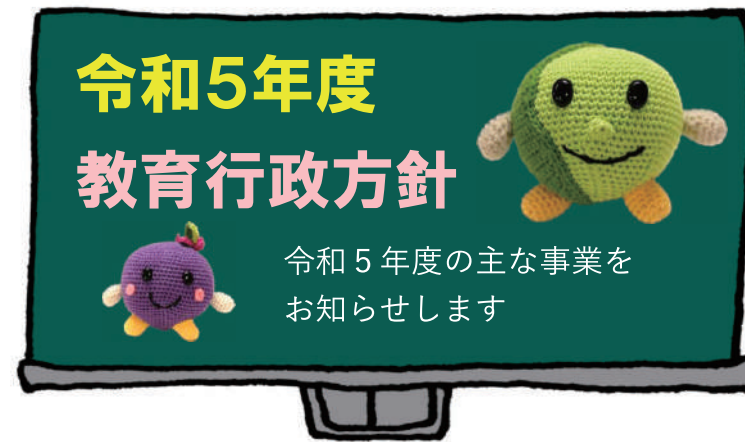 令和5年度
教育行政方針
令和５年度の主な事業を
お知らせします